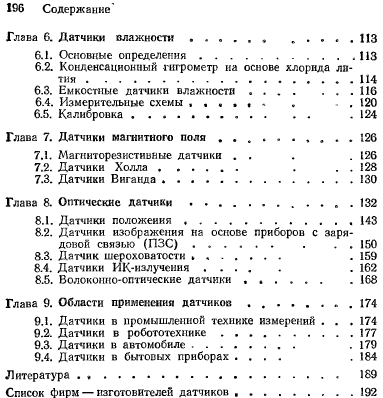 196 Содержание
Глава 6. Датчики влажности . . . . . . . . 113
6.1. Основные определения . . . . . . . . 113
6.2. Конденсационный гигрометр на основе хлорида ли-
тия . . . . . . . . . . . . . 114
6.3. Емкостные датчики влажности . . . . . . 116
6.4. Измерительные схемы . . . . . . . . 120
6.5. Калибровка . . . . . . . . . . . 124
Глава 7. Датчики магнитного поля . . . . . . . 126
7.1. Магниторезистивные датчики . . . . . . 126
7.2. Датчики Холла . . . . . . . . . . 128
7.3. Датчики Виганда . . . . . . . . . 130
Глава 8. Оптические датчики . . . . . . . . 132
8.1. Датчики положения . . . . . . . . . 143
8.2. Датчики изображения на основе приборов с заря-
довой связью (ПЗС) . . . . . . . . . 150
8.3. Датчик шероховатости . . . . . . . . 159
8.4. Датчики ИК-излучения . . . . . . . . 162
8.5. Волоконно-оптические датчики . . . . . . 168
Глава 9. Области применения датчиков . . . . . . 174
9.1. Датчики в промышленной технике измерений . . . 174
9.2. Датчики в робототехнике . . . . . . . 177
9.3. Датчики в автомобиле . . . . . . . . 179
9.4. Датчики в бытовых приборах . . . . . . 184
Литература . . . . . . . . . . . . . 189
Список фирм — изготовителей датчиков . . . . . . 192